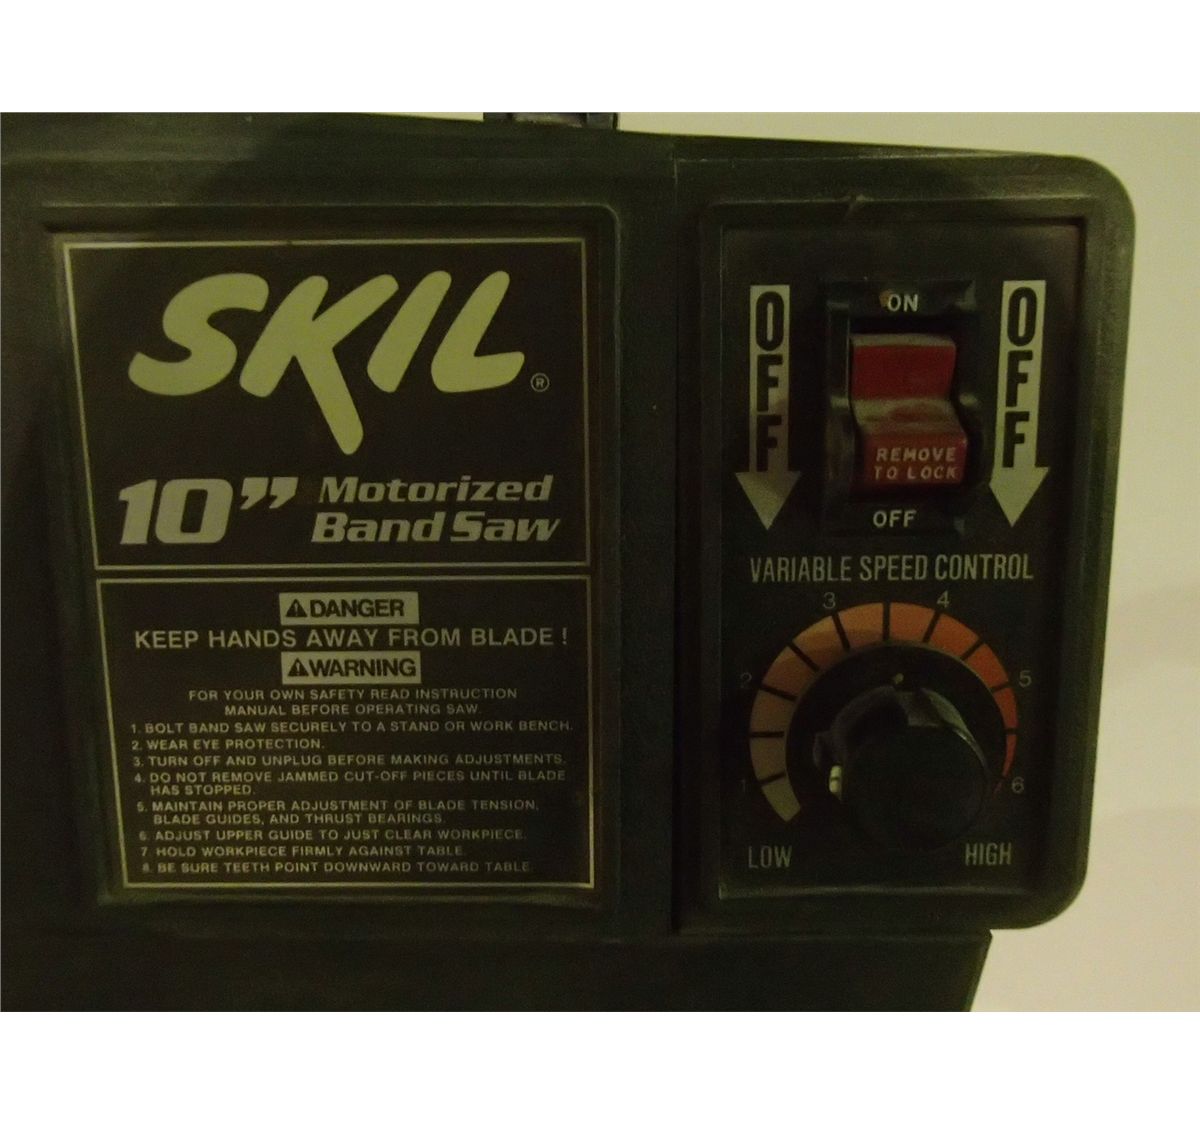 SKIL®
10" Motorized
Band Saw
DANGER
KEEP HANDS AWAY FROM BLADE !
WARNING
FOR YOUR OWN SAFETY READ INSTRUCTION
MANUAL BEFORE OPERATING SAW.
1. BOLT BAND SAW SECURELY TO A STAND OR WORK BENCH.
2. WEAR EYE PROTECTION.
3. TURN OFF AND UNPLUG BEFORE MAKING ADJUSTMENTS.
4. DO NOT REMOVE JAMMED CUT-OFF PIECES UNTIL BLADE
HAS STOPPED.
5. MAINTAIN PROPER ADJUSTMENT OF BLADE TENSION,
BLADE GUIDES, AND THRUST BEARINGS.
6. ADJUST UPPER GUIDE TO JUST CLEAR WORKPIECE.
7. HOLD WORKPIECE FIRMLY AGAINST TABLE.
8. BE SURE TEETH POINT DOWNWARD TOWARD TABLE.
OFF
ON
OFF
REMOVE
TO LOCK
OFF
VARIABLE SPEED CONTROL
1
2
3
4
5
6
LOW
HIGH